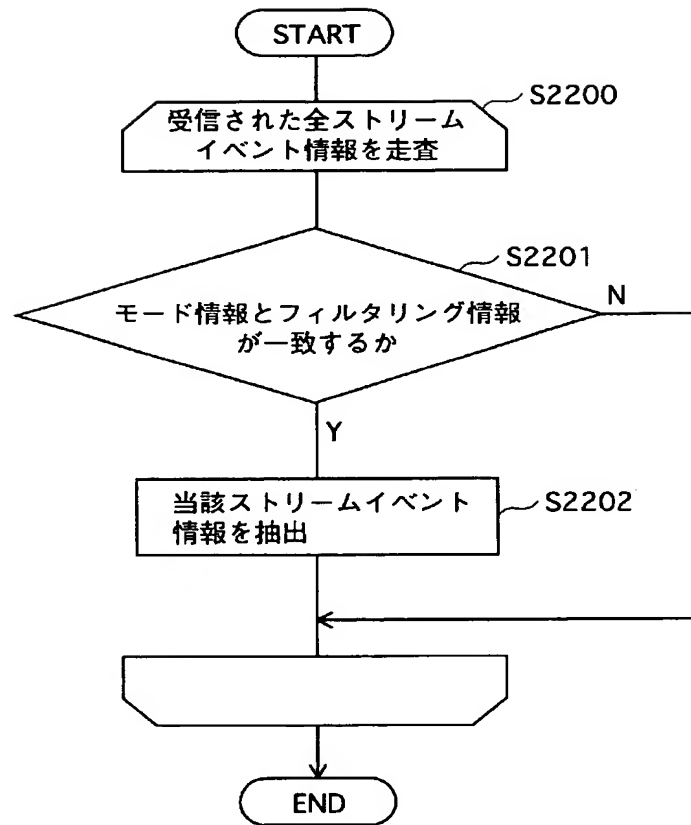 START
S2200
受信された全ストリーム
イベント情報を走査
S2201
モード情報とフィルタリング情報
が一致するか
N
Y
当該ストリームイベント
情報を抽出
S2202
END